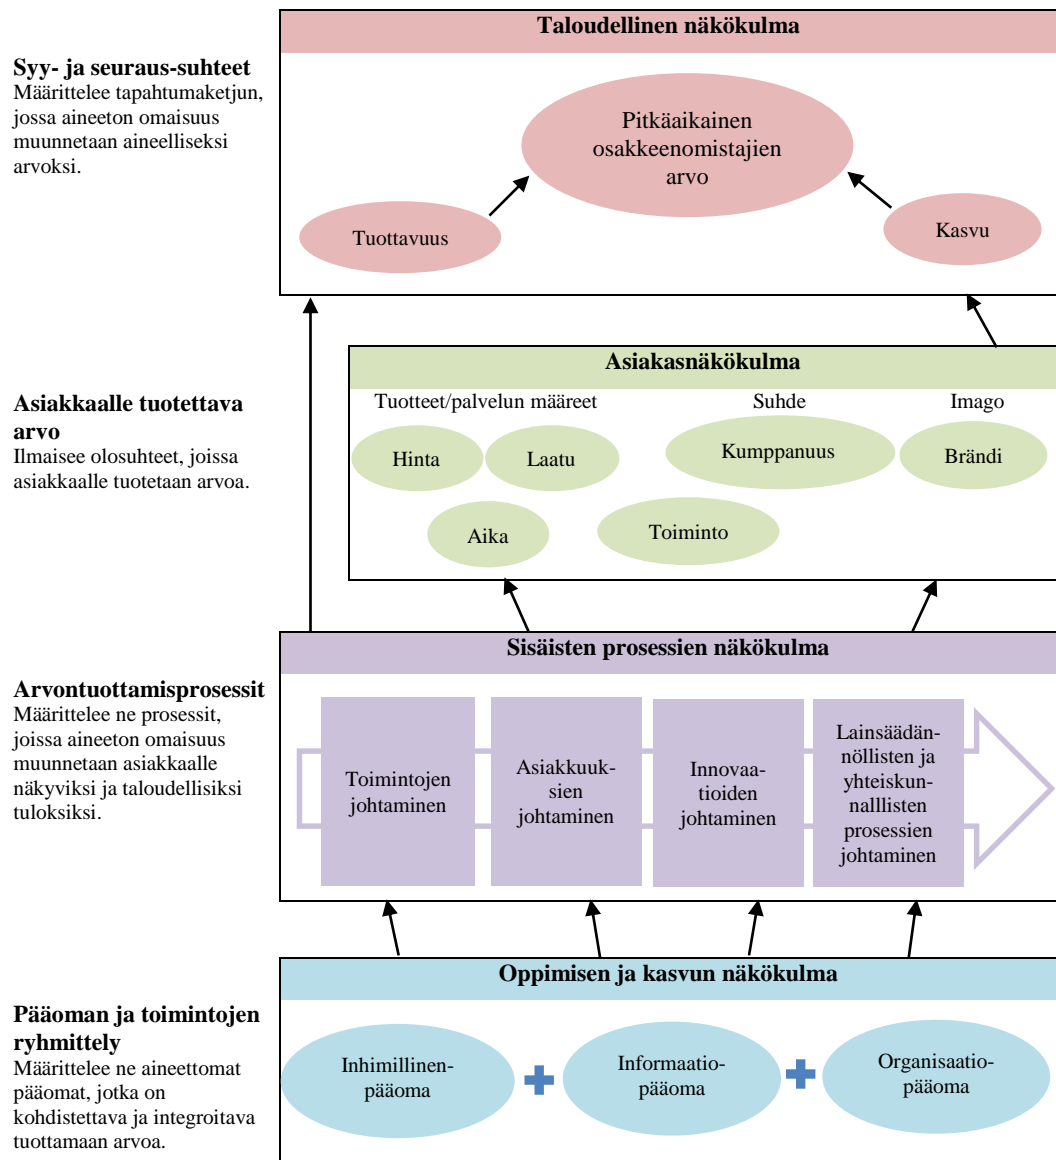 Taloudellinen näkökulma
Syy- ja seuraus-suhteet
Määrittelee tapahtumaketjun,
jossa aineeton omaisuus
muunnetaan aineelliseksi
arvoksi.
Pitkäaikainen
osakkeenomistajien
arvo
Tuottavuus
Kasvu
Asiakasnäkökulma
Asiakkaalle tuotettava
arvo
Ilmaisee olosuhteet, joissa
asiakkaalle tuotetaan arvoa.
Tuotteet/palvelun määreet
Suhde
Imago
Hinta
Laatu
Kumppanuus
Brändi
Aika
Toiminto
Sisäisten prosessien näkökulma
Arvontuottamisprosessit
Määrittelee ne prosessit,
joissa aineeton omaisuus
muunnetaan asiakkaalle
näkyviksi ja taloudellisiksi
tuloksiksi.
Toimintojen
johtaminen
Asiakkuuk-
sien
johtaminen
Innovaa-
tioiden
johtaminen
Lainsäädän-
nöllisten ja
yhteiskun-
nalllisten
prosessien
johtaminen
Oppimisen ja kasvun näkökulma
Pääoman ja toimintojen
ryhmittely
Määrittelee ne aineettomat
pääomat, jotka on
kohdistettava ja integroitava
tuottamaan arvoa.
Inhimillinen-
pääoma
Informaatio-
pääoma
Organisaatio-
pääoma